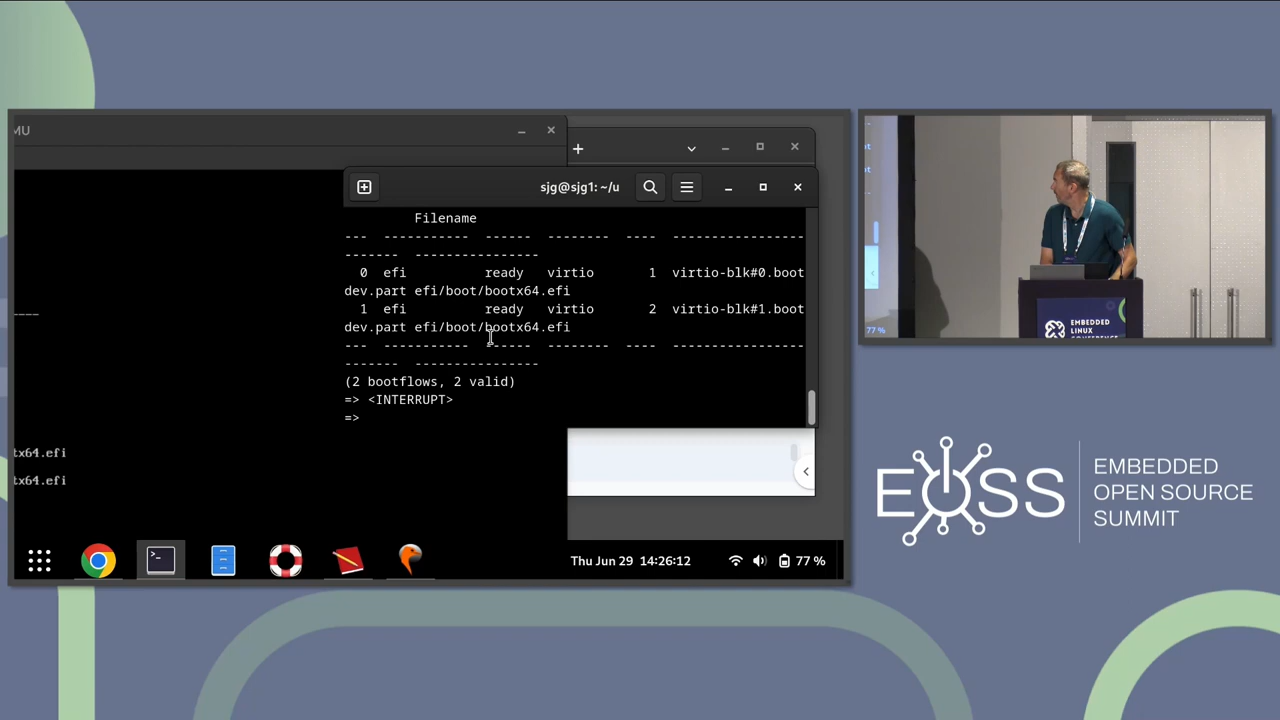 MU
sjg@sjg1: ~/u
Filename
--- ----------- ------ -------- ---- -----------------
------- ----------------
0 efi ready virtio 1 virtio-blk#0.boot
dev.part efi/boot/bootx64.efi
1 efi ready virtio 2 virtio-blk#1.boot
dev.part efi/boot/bootx64.efi
--- ----------- ------ -------- ---- -----------------
------- ----------------
(2 bootflows, 2 valid)
=> <INTERRUPT>
=>
----
tx64.efi
tx64.efi
Thu Jun 29 14:26:12
77 %
77 %
EMBEDDED
LINUX
CONFERENCE
EOSS
EMBEDDED
OPEN SOURCE
SUMMIT